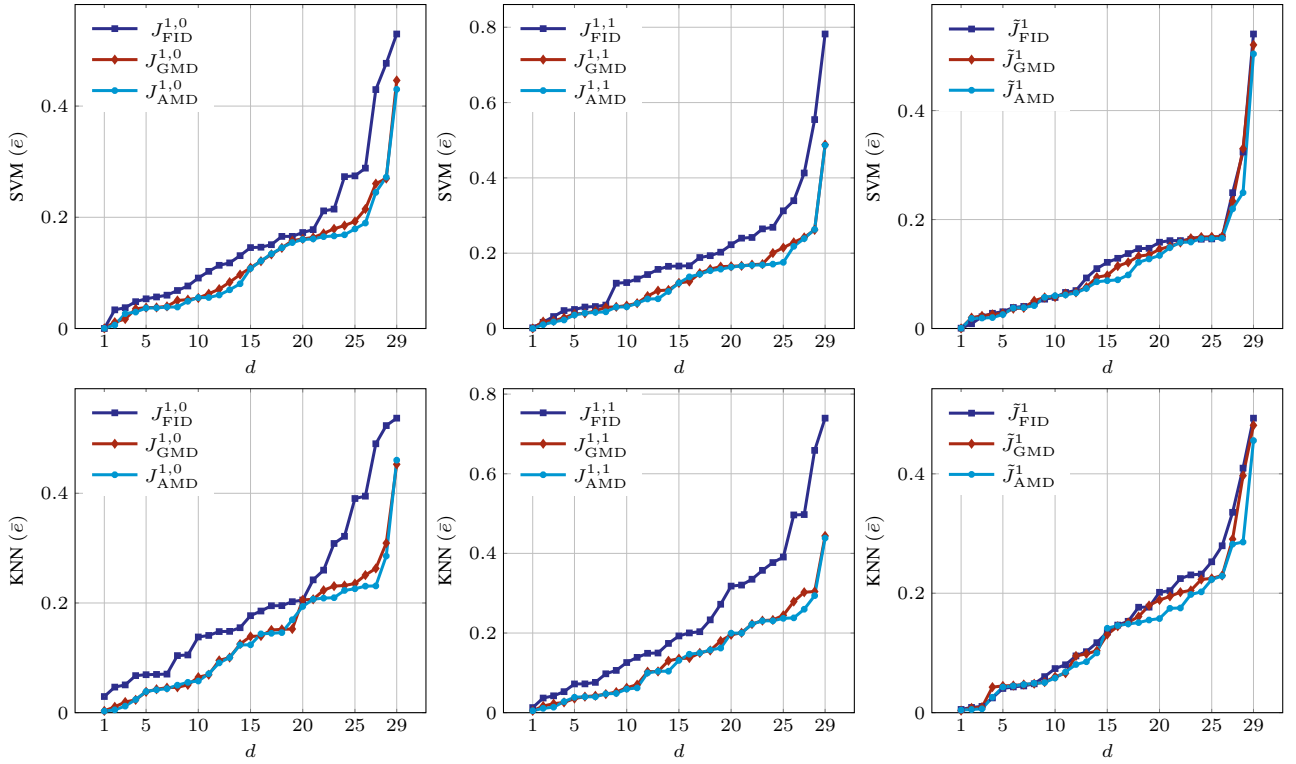 J^{1,0}_{FID}
J^{1,0}_{GMD}
J^{1,0}_{AMD}
0.4
0.2
0
SVM (ē)
1 5 10 15 20 25 29
d
J^{1,1}_{FID}
J^{1,1}_{GMD}
J^{1,1}_{AMD}
0.8
0.6
0.4
0.2
0
SVM (ē)
1 5 10 15 20 25 29
d
J̃^{1}_{FID}
J̃^{1}_{GMD}
J̃^{1}_{AMD}
0.4
0.2
0
SVM (ē)
1 5 10 15 20 25 29
d
J^{1,0}_{FID}
J^{1,0}_{GMD}
J^{1,0}_{AMD}
0.4
0.2
0
KNN (ē)
1 5 10 15 20 25 29
d
J^{1,1}_{FID}
J^{1,1}_{GMD}
J^{1,1}_{AMD}
0.8
0.6
0.4
0.2
0
KNN (ē)
1 5 10 15 20 25 29
d
J̃^{1}_{FID}
J̃^{1}_{GMD}
J̃^{1}_{AMD}
0.4
0.2
0
KNN (ē)
1 5 10 15 20 25 29
d